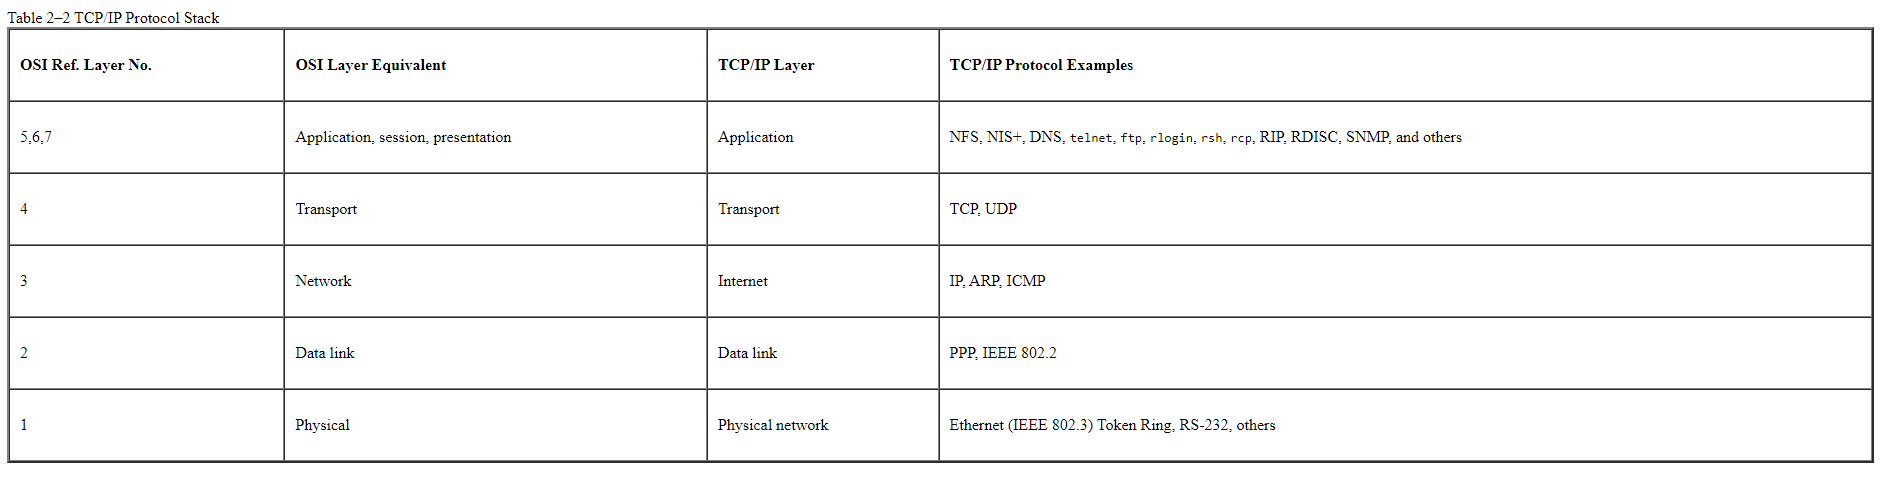 Table 2–2 TCP/IP Protocol Stack
OSI Ref. Layer No. OSI Layer Equivalent TCP/IP Layer TCP/IP Protocol Examples
5,6,7 Application, session, presentation Application NFS, NIS+, DNS, telnet, ftp, rlogin, rsh, rcp, RIP, RDISC, SNMP, and others
4 Transport Transport TCP, UDP
3 Network Internet IP, ARP, ICMP
2 Data link Data link PPP, IEEE 802.2
1 Physical Physical network Ethernet (IEEE 802.3) Token Ring, RS-232, others